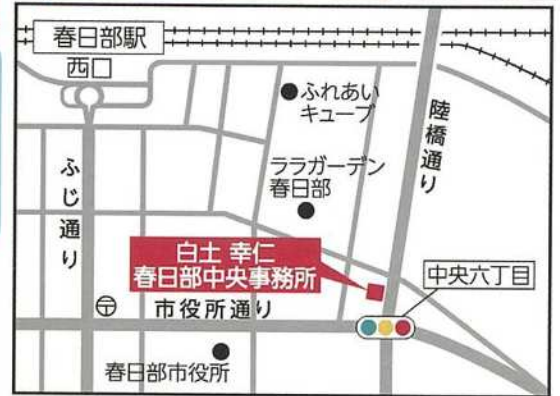 春日部駅
西口
ふれあい
キューブ
陸橋通り
ララガーデン
春日部
ふじ通り
白土 幸仁
春日部中央事務所
中央六丁目
〶
市役所通り
春日部市役所